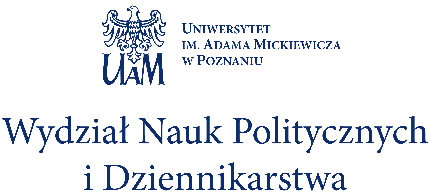 UAM
UNIWERSYTET
IM. ADAMA MICKIEWICZA
W POZNANIU
Wydział Nauk Politycznych
i Dziennikarstwa